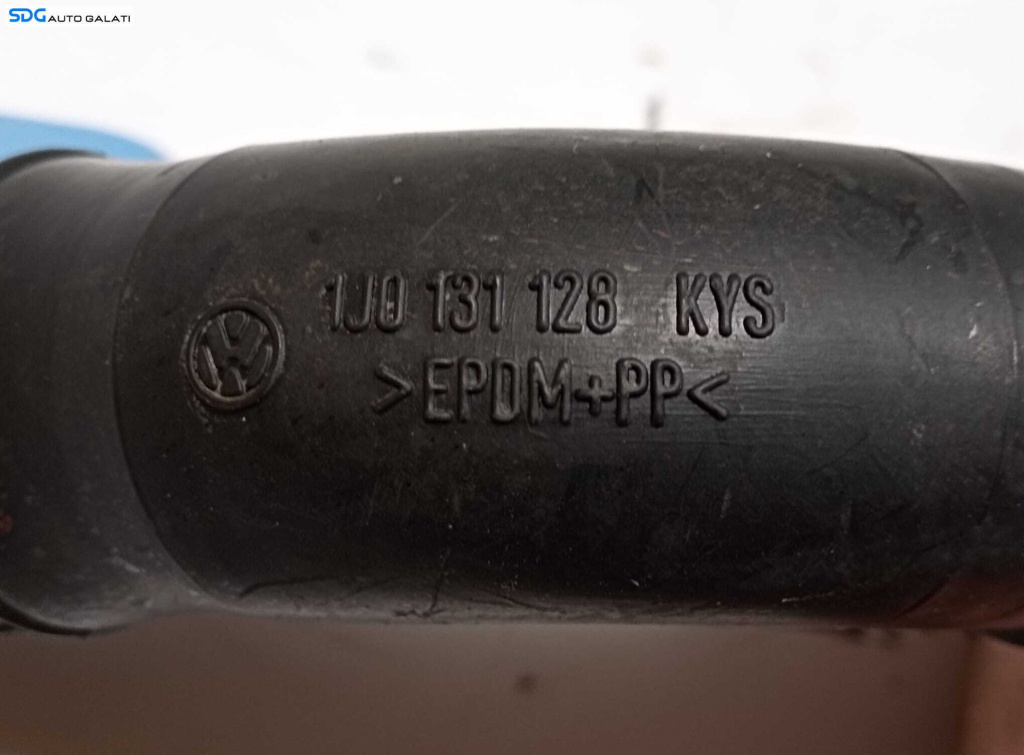 SDG AUTO GALATI
1J0 131 128 KYS
>EPDM+PP<